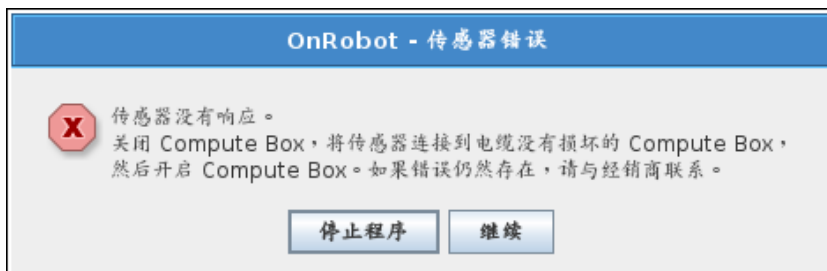 OnRobot - 传感器错误
传感器没有响应。
关闭 Compute Box，将传感器连接到电缆没有损坏的 Compute Box，
然后开启 Compute Box。如果错误仍然存在，请与经销商联系。
停止程序
继续